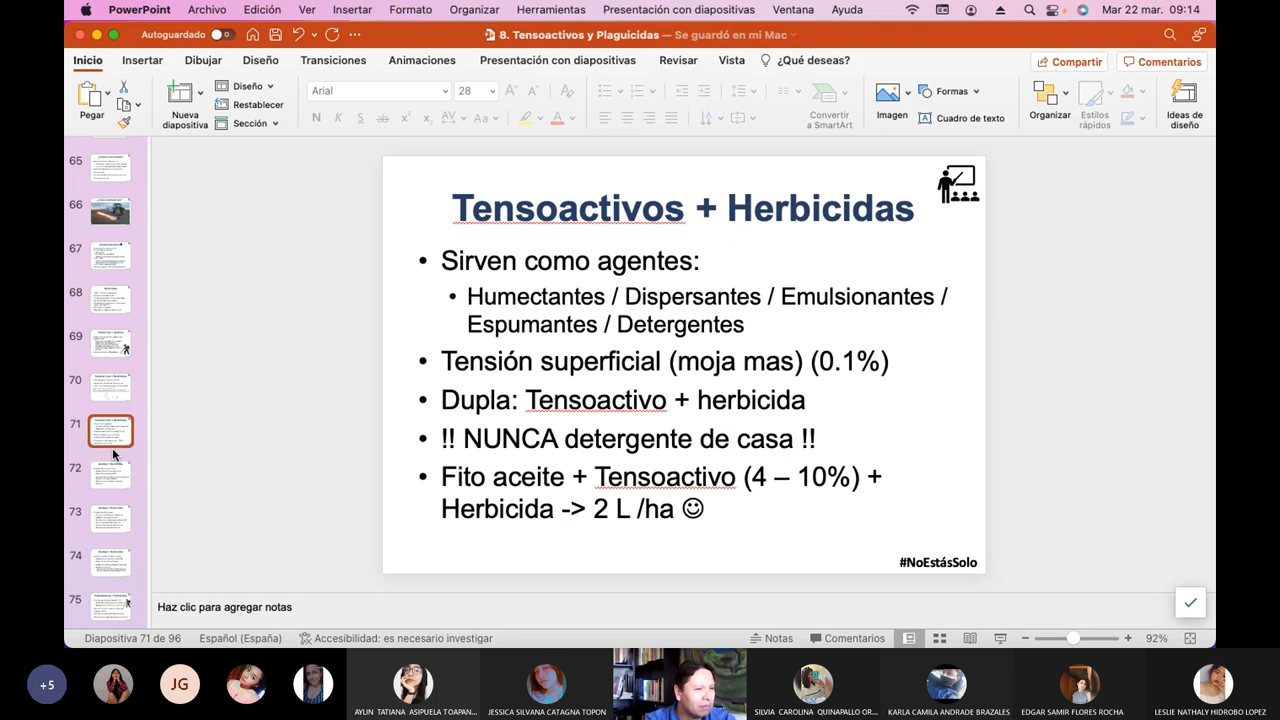 PowerPoint Archivo Edición Ver Insertar Formato Organizar Herramientas Presentación con diapositivas Ventana Ayuda Mar 22 mar. 09:14
Autoguardado 8. Tensoactivos y Plaguicidas — Se guardó en mi Mac
Inicio Insertar Dibujar Diseño Transiciones Animaciones Presentación con diapositivas Revisar Vista ¿Qué deseas? Compartir Comentarios
Pegar
Nueva diapositiva
Diseño
Restablecer
Sección
Arial 28
Convertir a SmartArt
Imagen
Formas
Cuadro de texto
Organizar
Estilos rápidos
Ideas de diseño
65
66
67
68
69
70
71
72
73
74
75
Tensoactivos + Herbicidas
• Sirven como agentes:
• Humectantes / Dispersantes / Emulsionantes /
Espumantes / Detergentes
• Tensión superficial (moja mas) (0.1%)
• Dupla: Tensoactivo + herbicida
• !! NUNCA detergente de casa !!
• Fito aceite + Tensoactivo (4 – 10%) +
Herbicida -> 2 L /ha ☺
#NoEstásSolo
Haz clic para agregar notas
Diapositiva 71 de 96 Español (España) Accesibilidad: es necesario investigar Notas Comentarios 92%
+5 JG
AYLIN TATIANA ASIPUELA TOAPAN... JESSICA SILVANA CATAGNA TOPON SILVIA CAROLINA QUINAPALLO OR... KARLA CAMILA ANDRADE BRAZALES EDGAR SAMIR FLORES ROCHA LESLIE NATHALY HIDROBO LOPEZ